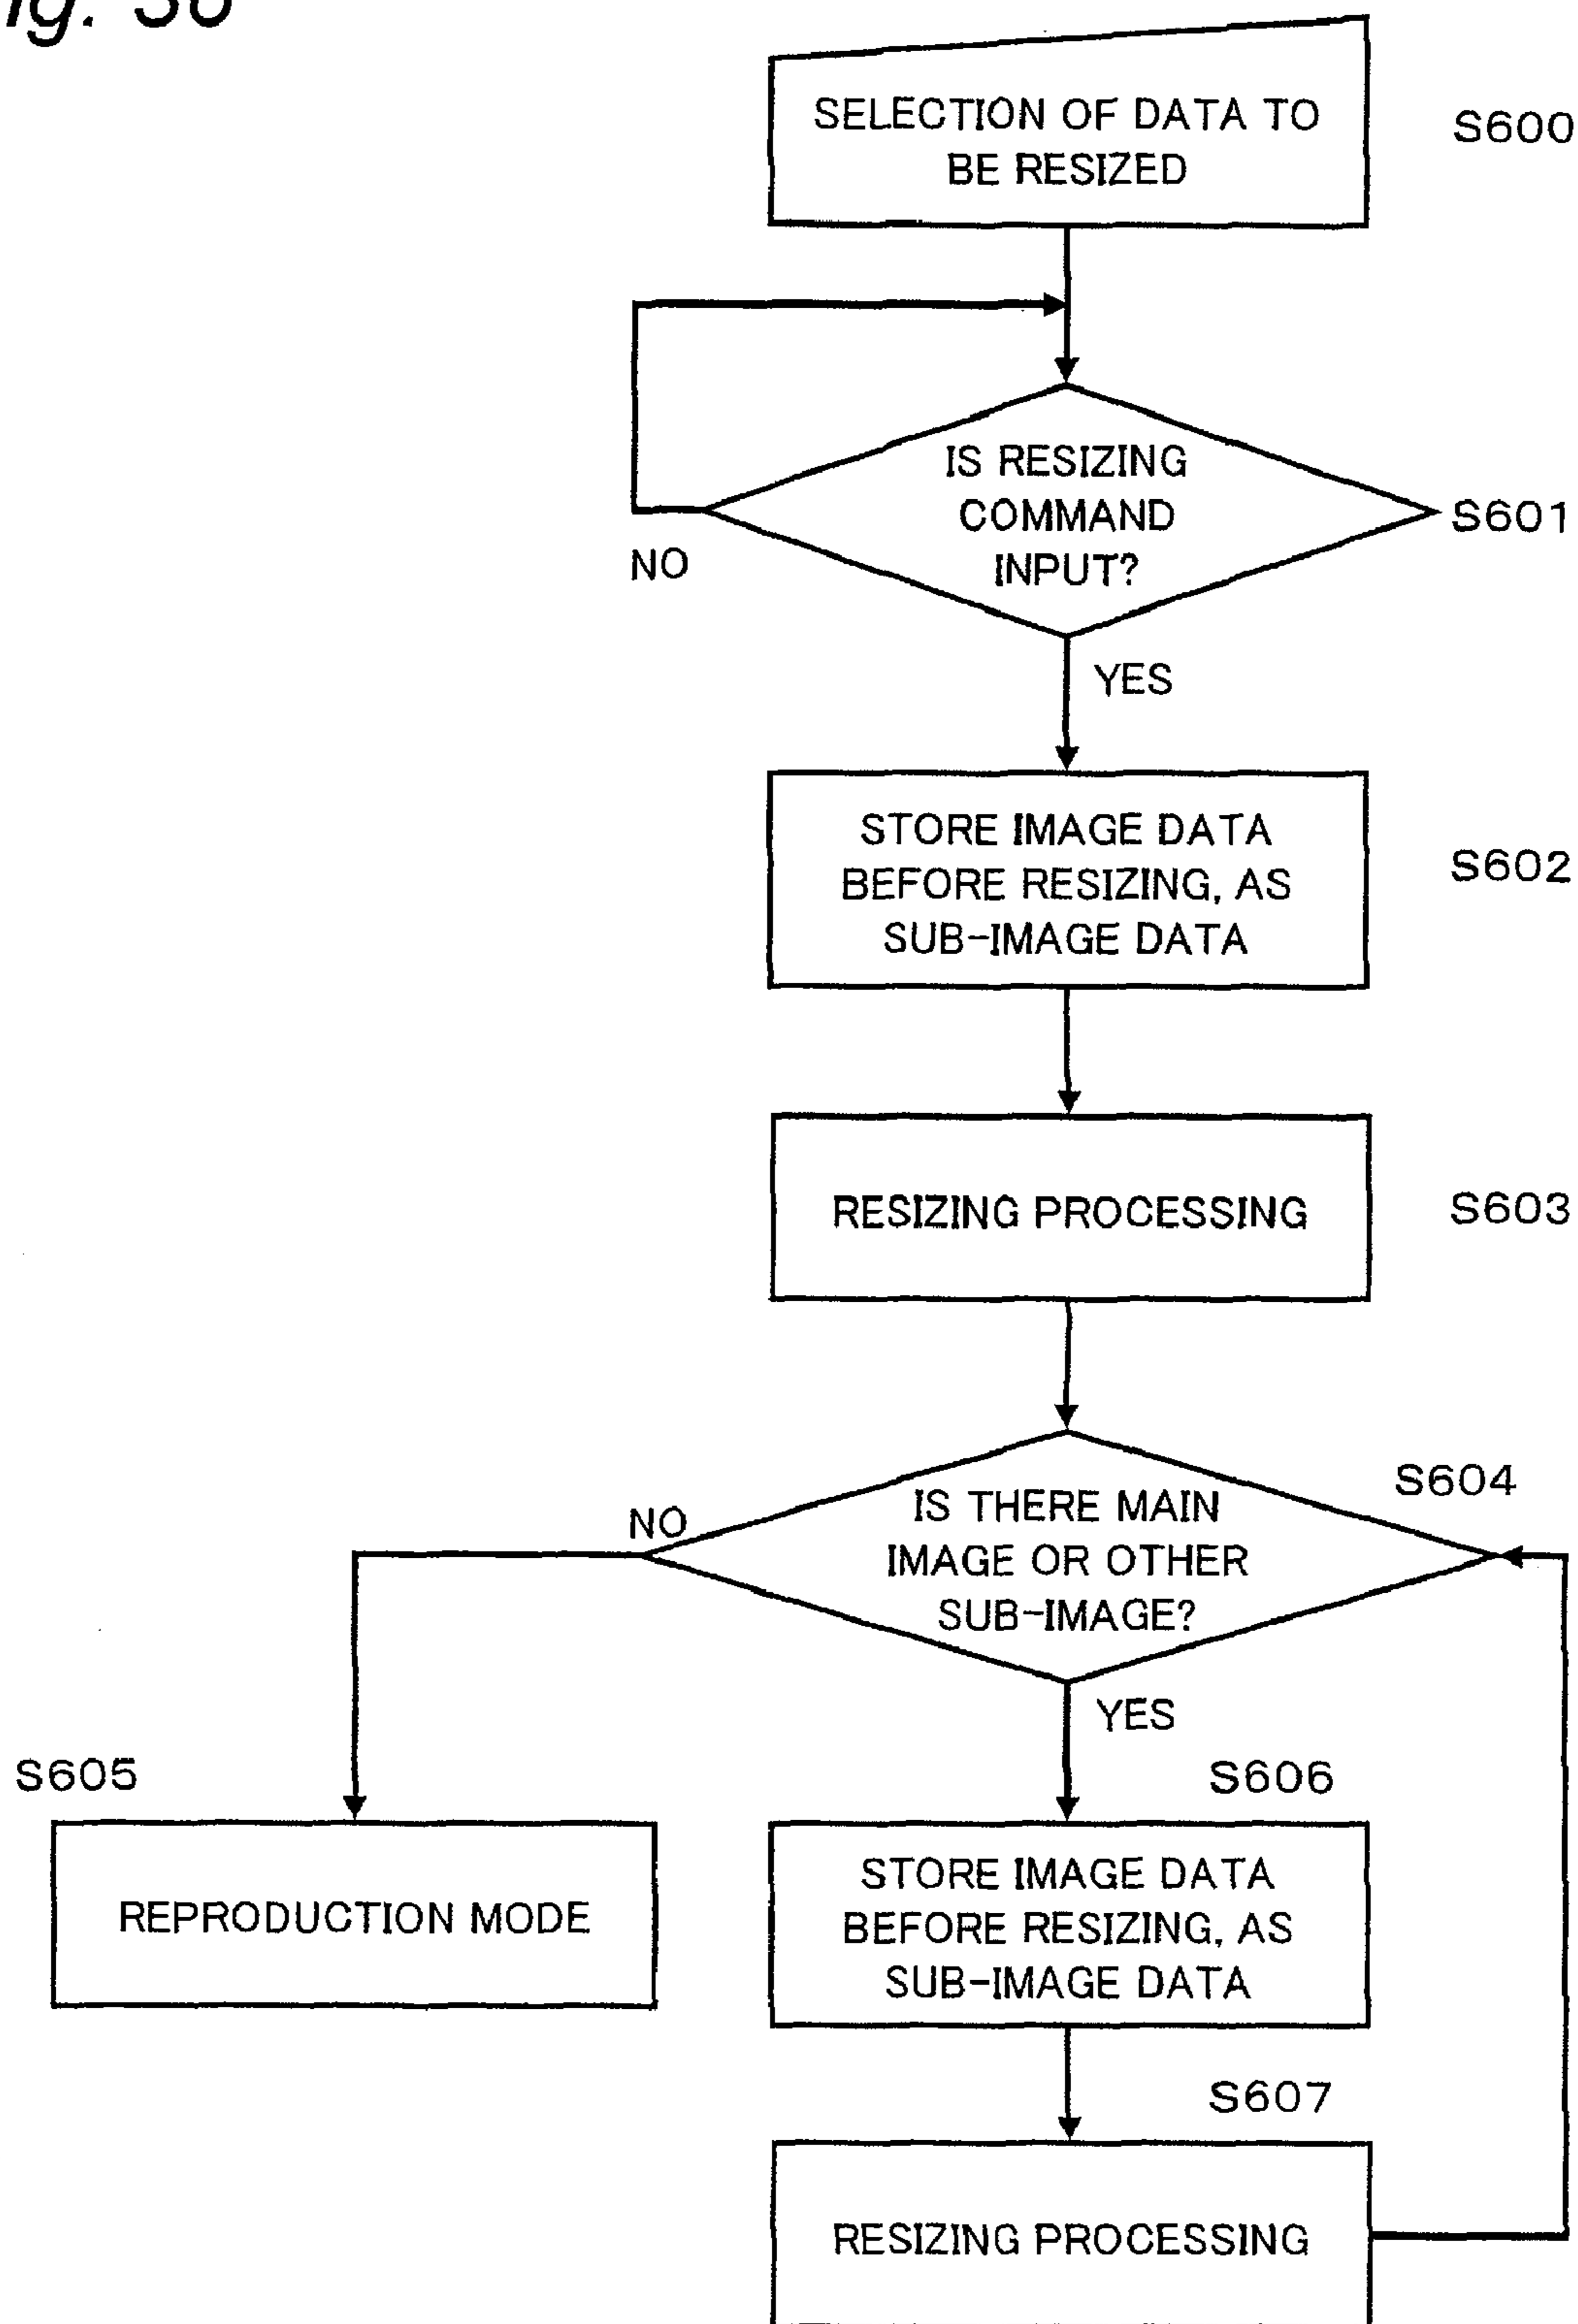 SELECTION OF DATA TO
BE RESIZED
S600
IS RESIZING
COMMAND
INPUT?
S601
NO
YES
STORE IMAGE DATA
BEFORE RESIZING, AS
SUB-IMAGE DATA
S602
RESIZING PROCESSING
S603
IS THERE MAIN
IMAGE OR OTHER
SUB-IMAGE?
S604
NO
YES
S605
REPRODUCTION MODE
S606
STORE IMAGE DATA
BEFORE RESIZING, AS
SUB-IMAGE DATA
S607
RESIZING PROCESSING